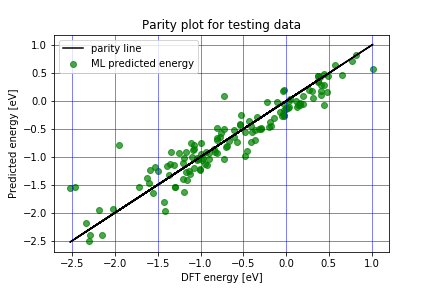 Parity plot for testing data
parity line
ML predicted energy
Predicted energy [eV]
1.0
0.5
0.0
−0.5
−1.0
−1.5
−2.0
−2.5
−2.5 −2.0 −1.5 −1.0 −0.5 0.0 0.5 1.0
DFT energy [eV]